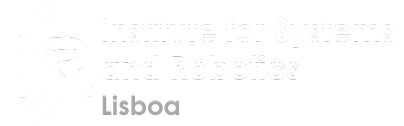 Institute for Systems
and Robotics
Lisboa